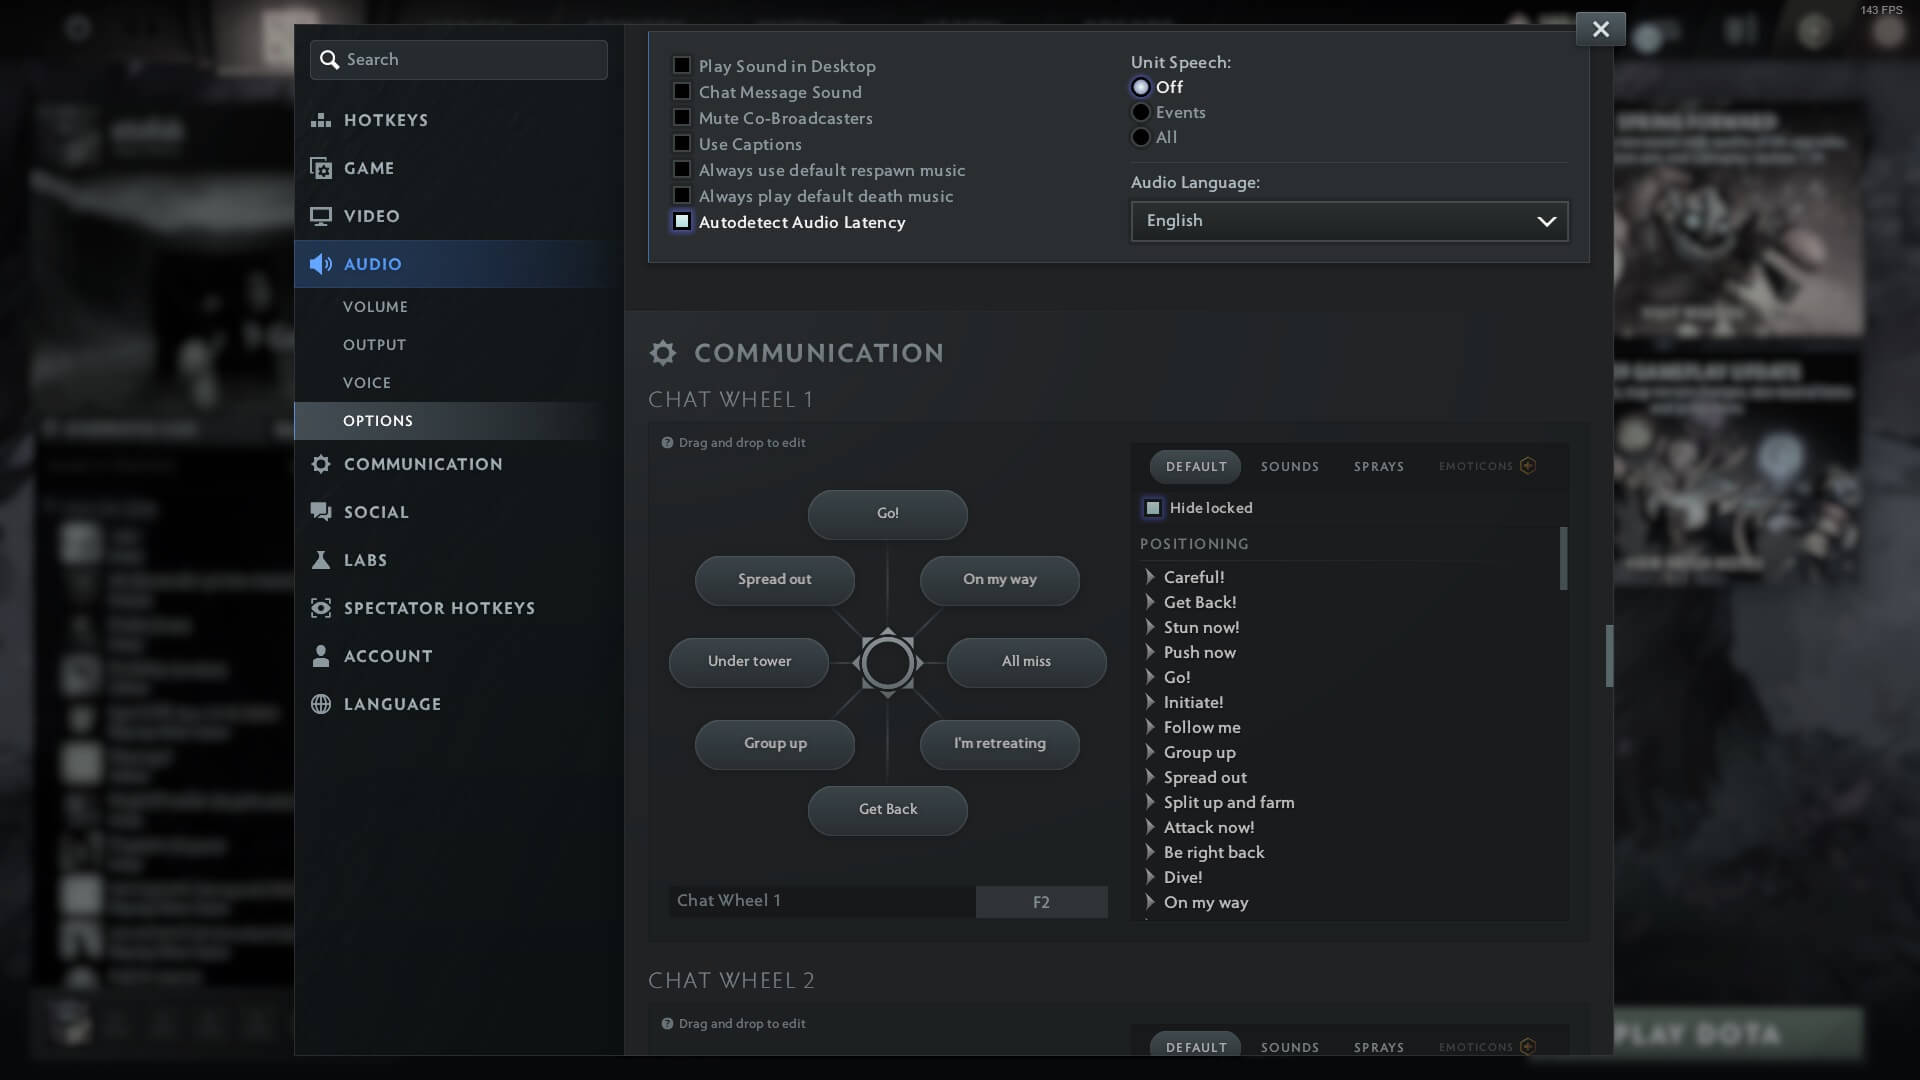 143 FPS
Search
HOTKEYS
GAME
VIDEO
AUDIO
VOLUME
OUTPUT
VOICE
OPTIONS
COMMUNICATION
SOCIAL
LABS
SPECTATOR HOTKEYS
ACCOUNT
LANGUAGE
Play Sound in Desktop
Chat Message Sound
Mute Co-Broadcasters
Use Captions
Always use default respawn music
Always play default death music
Autodetect Audio Latency
Unit Speech:
Off
Events
All
Audio Language:
English
COMMUNICATION
CHAT WHEEL 1
Drag and drop to edit
Go!
Spread out
On my way
Under tower
All miss
Group up
I'm retreating
Get Back
Chat Wheel 1
F2
DEFAULT
SOUNDS
SPRAYS
EMOTICONS
Hide locked
POSITIONING
Careful!
Get Back!
Stun now!
Push now
Go!
Initiate!
Follow me
Group up
Spread out
Split up and farm
Attack now!
Be right back
Dive!
On my way
CHAT WHEEL 2
Drag and drop to edit
DEFAULT
SOUNDS
SPRAYS
EMOTICONS
PLAY DOTA